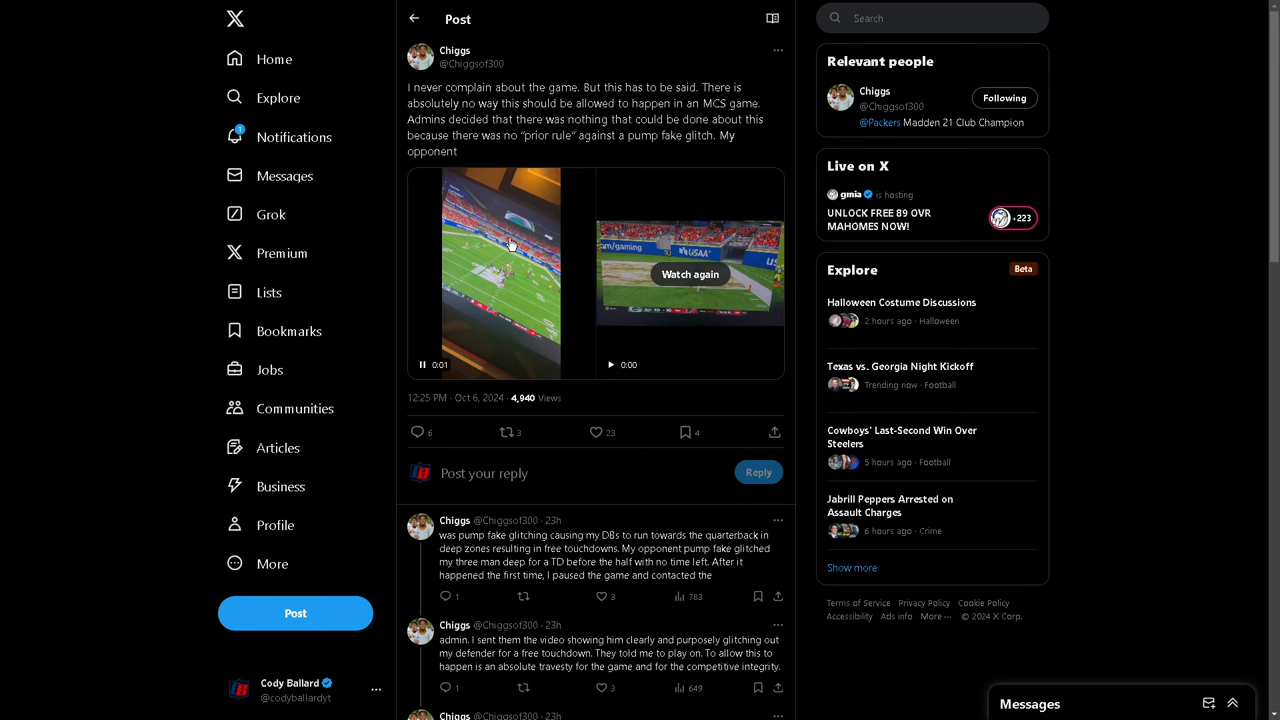 Post
Search
Home
Explore
Notifications
1
Messages
Grok
Premium
Lists
Bookmarks
Jobs
Communities
Articles
Business
Profile
More
Post
Cody Ballard
@codyballardyt
Chiggs
@Chiggsof300
I never complain about the game. But this has to be said. There is
absolutely no way this should be allowed to happen in an MCS game.
Admins decided that there was nothing that could be done about this
because there was no “prior rule” against a pump fake glitch. My
opponent
0:01
om/gaming
USAA
Watch again
0:00
12:25 PM · Oct 6, 2024 · 4,940 Views
6 3 23 4
Post your reply
Reply
Chiggs @Chiggsof300 · 23h
was pump fake glitching causing my DBs to run towards the quarterback in
deep zones resulting in free touchdowns. My opponent pump fake glitched
my three man deep for a TD before the half with no time left. After it
happened the first time, I paused the game and contacted the
1 3 783
Chiggs @Chiggsof300 · 23h
admin. I sent them the video showing him clearly and purposely glitching out
my defender for a free touchdown. They told me to play on. To allow this to
happen is an absolute travesty for the game and for the competitive integrity.
1 3 649
Chiggs @Chiggsof300 · 23h
Relevant people
Chiggs
@Chiggsof300
Following
@Packers Madden 21 Club Champion
Live on X
gmia is hosting
UNLOCK FREE 89 OVR
MAHOMES NOW!
+223
Explore
Beta
Halloween Costume Discussions
2 hours ago · Halloween
Texas vs. Georgia Night Kickoff
Trending now · Football
Cowboys' Last-Second Win Over
Steelers
5 hours ago · Football
Jabrill Peppers Arrested on
Assault Charges
6 hours ago · Crime
Show more
Terms of Service Privacy Policy Cookie Policy
Accessibility Ads info More ··· © 2024 X Corp.
Messages